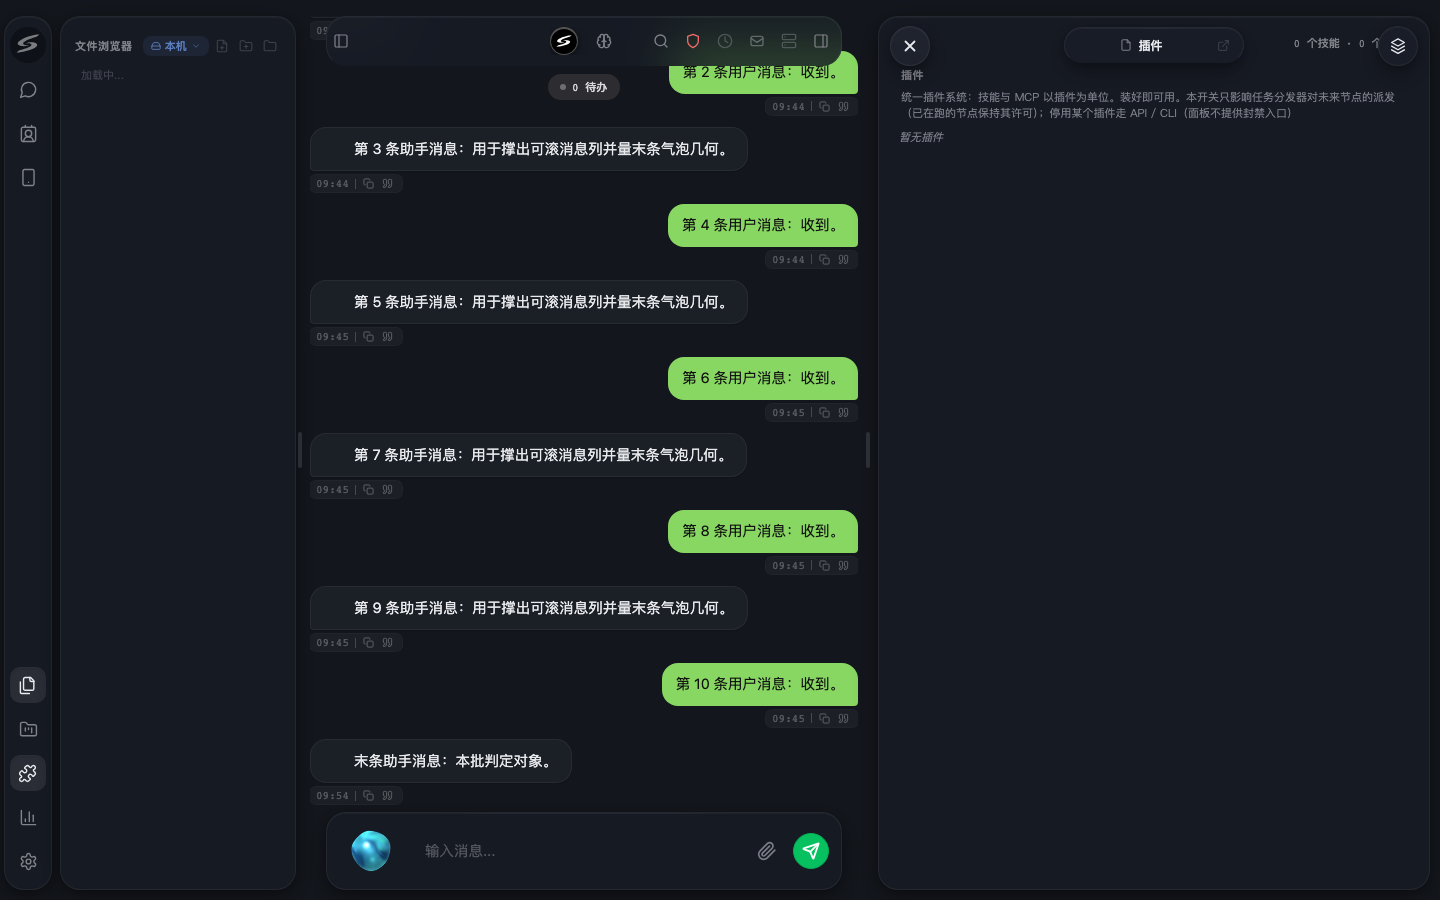 文件浏览器
本机
加载中...
09
0 待办
第 2 条用户消息：收到。
09:44
第 3 条助手消息：用于撑出可滚消息列并量末条气泡几何。
09:44
第 4 条用户消息：收到。
09:44
第 5 条助手消息：用于撑出可滚消息列并量末条气泡几何。
09:45
第 6 条用户消息：收到。
09:45
第 7 条助手消息：用于撑出可滚消息列并量末条气泡几何。
09:45
第 8 条用户消息：收到。
09:45
第 9 条助手消息：用于撑出可滚消息列并量末条气泡几何。
09:45
第 10 条用户消息：收到。
09:45
末条助手消息：本批判定对象。
09:54
输入消息...
插件
0 个技能 · 0 个
插件
统一插件系统：技能与 MCP 以插件为单位。装好即可用。本开关只影响任务分发器对未来节点的派发
（已在跑的节点保持其许可）；停用某个插件走 API / CLI（面板不提供封禁入口）
暂无插件